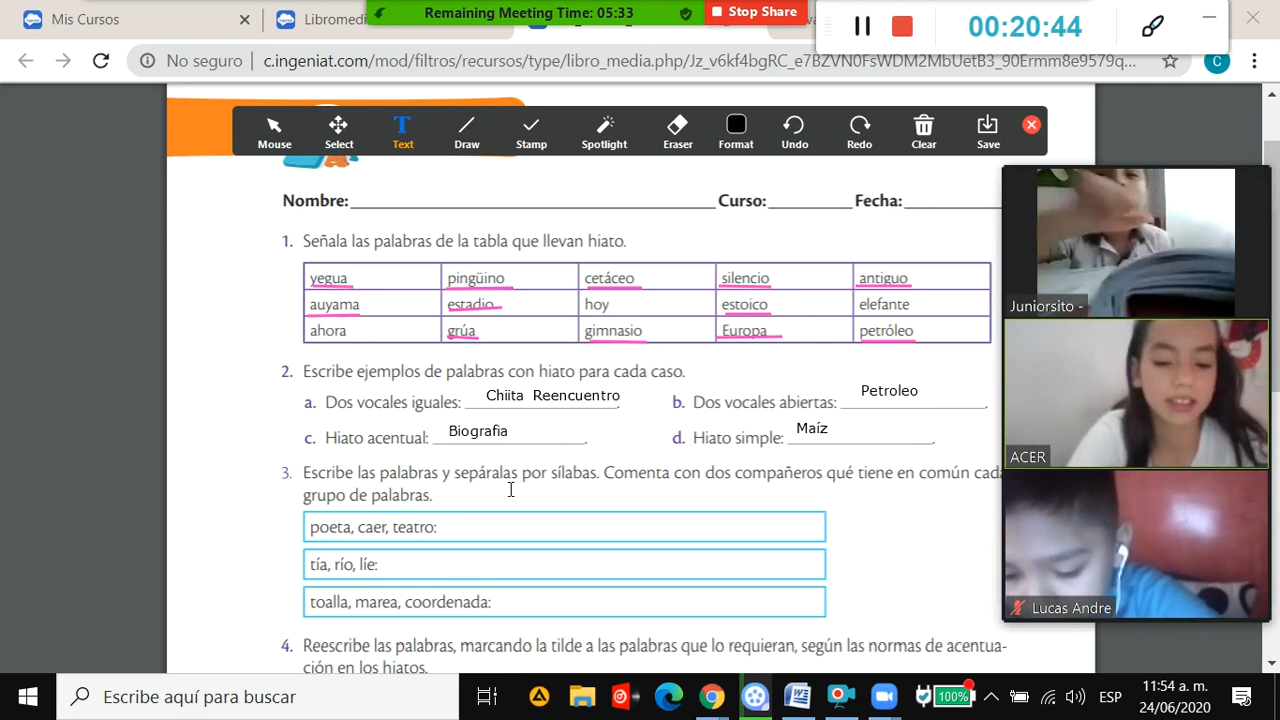 Mis Cursos
Libromedi
Remaining Meeting Time: 05:33
Stop Share
00:20:44
No seguro
c.ingeniat.com/mod/filtros/recursos/type/libro_media.php/Jz_v6kf4bgRC_e7BZVN0FsWDM2MbUetB3_90Ermm8e9579q...
C
Mouse
Select
Text
Draw
Stamp
Spotlight
Eraser
Format
Undo
Redo
Clear
Save
Nombre: Curso: Fecha:
1. Señala las palabras de la tabla que llevan hiato.
yegua pingüino cetáceo silencio antiguo
auyama estadio hoy estoico elefante
ahora grúa gimnasio Europa petróleo
2. Escribe ejemplos de palabras con hiato para cada caso.
a. Dos vocales iguales: Chiita Reencuentro. b. Dos vocales abiertas: Petroleo.
c. Hiato acentual: Biografia. d. Hiato simple: Maíz.
3. Escribe las palabras y sepáralas por sílabas. Comenta con dos compañeros qué tiene en común cada
grupo de palabras.
poeta, caer, teatro:
tía, río, líe:
toalla, marea, coordenada:
4. Reescribe las palabras, marcando la tilde a las palabras que lo requieran, según las normas de acentua-
ción en los hiatos.
Juniorsito -
ACER
Lucas Andre
Escribe aquí para buscar
100%
ESP
11:54 a. m.
24/06/2020